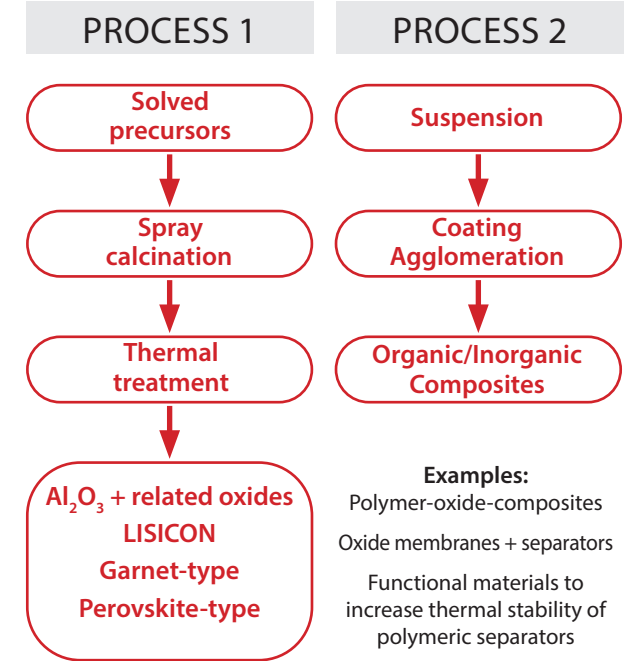 PROCESS 1
Solved
precursors
Spray
calcination
Thermal
treatment
Al₂O₃ + related oxides
LISICON
Garnet-type
Perovskite-type
PROCESS 2
Suspension
Coating
Agglomeration
Organic/Inorganic
Composites
Examples:
Polymer-oxide-composites
Oxide membranes + separators
Functional materials to
increase thermal stability of
polymeric separators